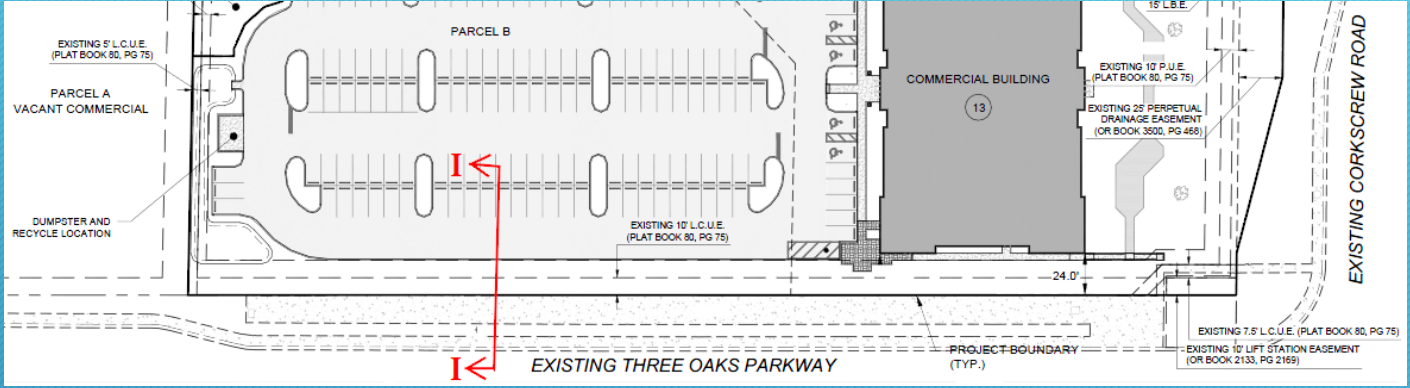 15' L.B.E.
PARCEL B
EXISTING 5' L.C.U.E.
(PLAT BOOK 80, PG 75)
PARCEL A
VACANT COMMERCIAL
COMMERCIAL BUILDING
13
EXISTING 10' P.U.E.
(PLAT BOOK 80, PG 75)
EXISTING 25' PERPETUAL
DRAINAGE EASEMENT
(OR BOOK 3500, PG 468)
EXISTING CORKSCREW ROAD
I
DUMPSTER AND
RECYCLE LOCATION
EXISTING 10' L.C.U.E.
(PLAT BOOK 80, PG 75)
24.0'
EXISTING 7.5' L.C.U.E. (PLAT BOOK 80, PG 75)
EXISTING 10' LIFT STATION EASEMENT
(OR BOOK 2133, PG 2169)
PROJECT BOUNDARY
(TYP.)
I
EXISTING THREE OAKS PARKWAY